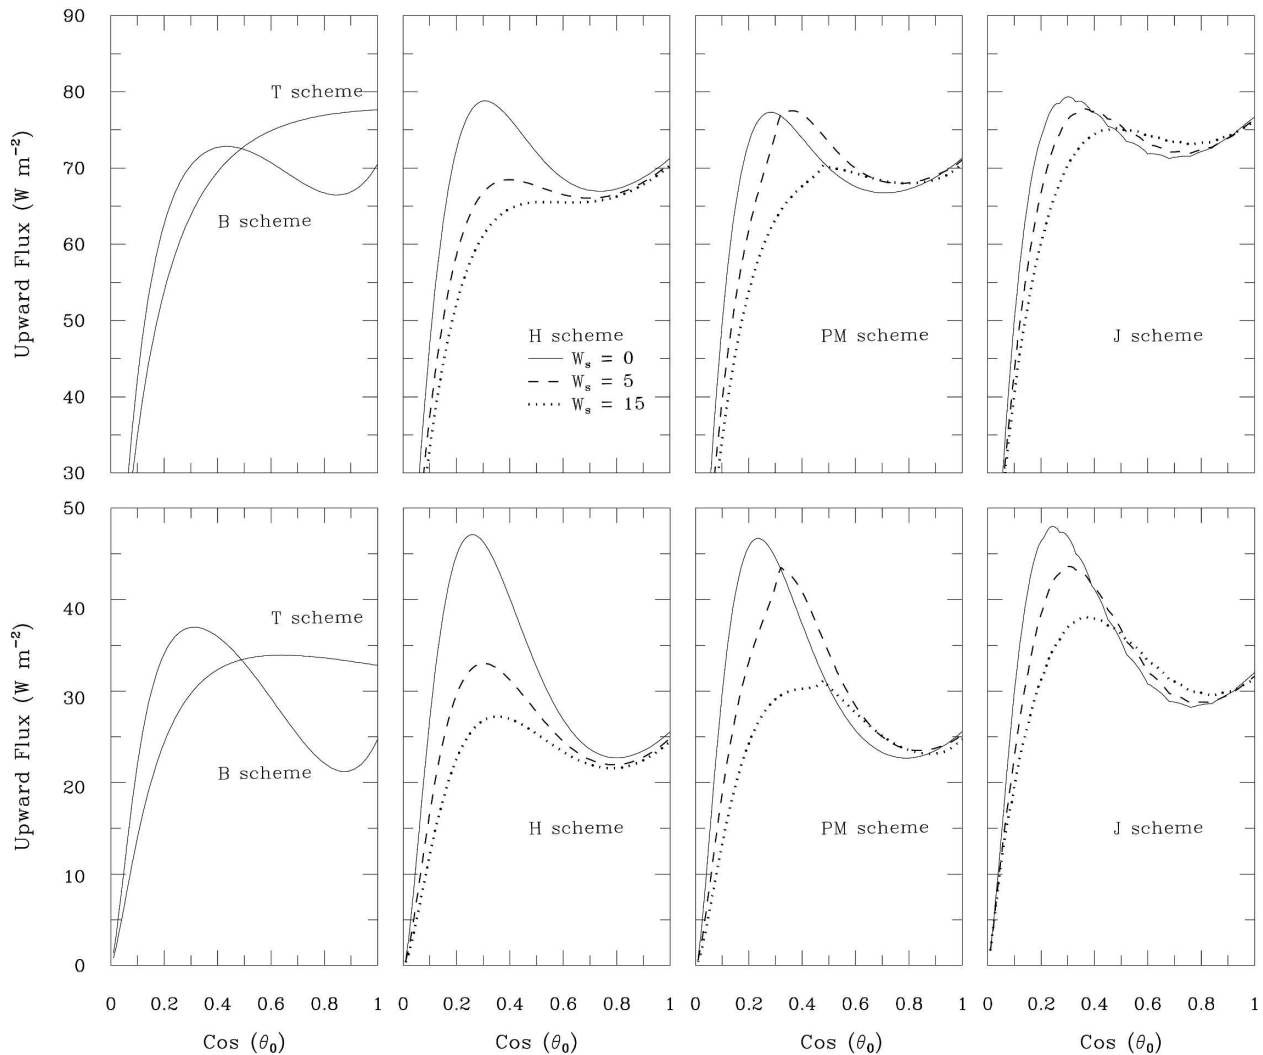 90
80
70
60
50
40
30
Upward Flux (W m⁻²)
T scheme
B scheme
H scheme
Wₛ = 0
Wₛ = 5
Wₛ = 15
PM scheme
J scheme
50
40
30
20
10
0
Upward Flux (W m⁻²)
T scheme
B scheme
H scheme
PM scheme
J scheme
0 0.2 0.4 0.6 0.8 1
0 0.2 0.4 0.6 0.8 1
0 0.2 0.4 0.6 0.8 1
0 0.2 0.4 0.6 0.8 1
Cos (θ₀)
Cos (θ₀)
Cos (θ₀)
Cos (θ₀)